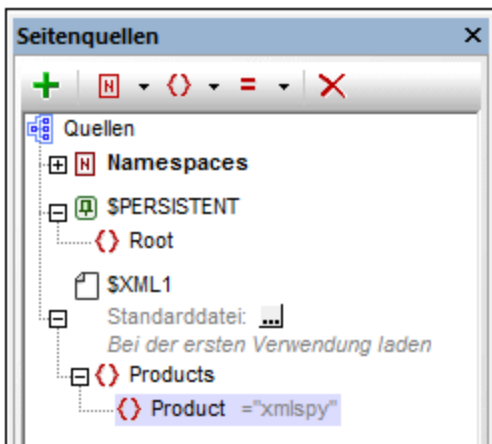 Seitenquellen
Quellen
Namespaces
$PERSISTENT
Root
$XML1
Standarddatei: ...
Bei der ersten Verwendung laden
Products
Product ="xmlspy"